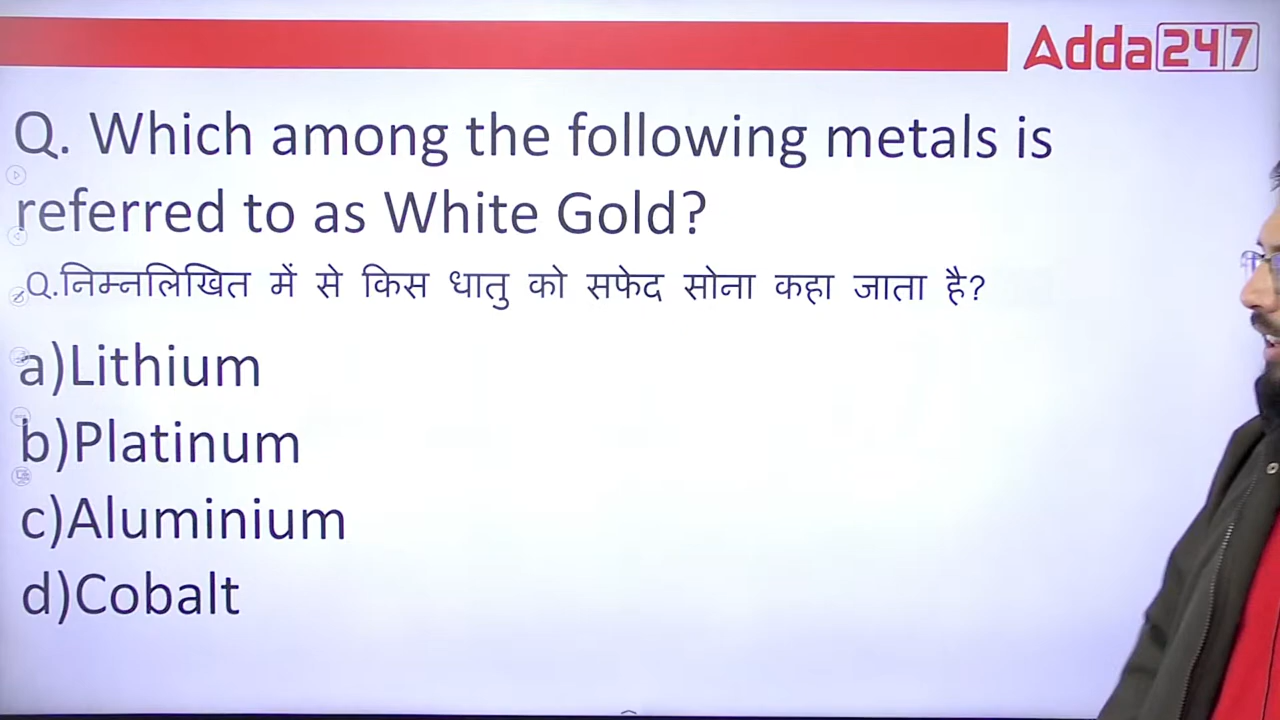 Adda247
Q. Which among the following metals is
referred to as White Gold?
Q.निम्नलिखित में से किस धातु को सफेद सोना कहा जाता है?
a)Lithium
b)Platinum
c)Aluminium
d)Cobalt